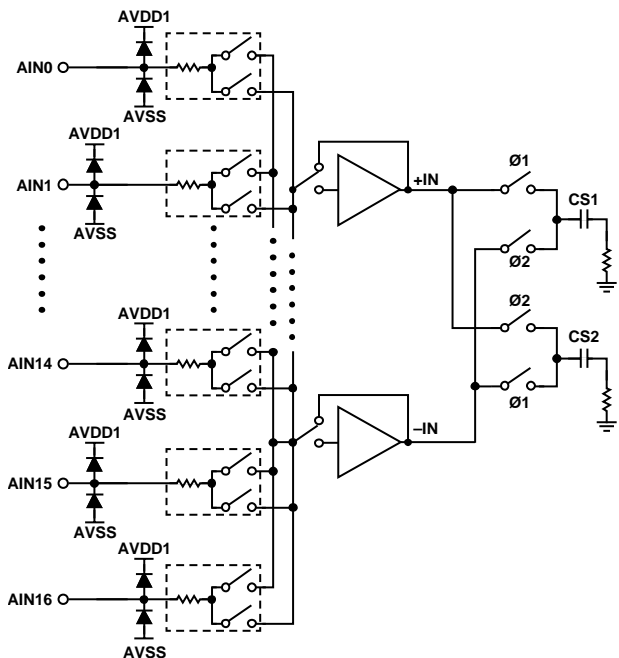 AVDD1
AIN0
AVSS
AVDD1
AIN1
AVSS
+IN
Ø1
CS1
Ø2
Ø2
CS2
Ø1
AVDD1
AIN14
AVSS
–IN
AVDD1
AIN15
AVSS
AVDD1
AIN16
AVSS